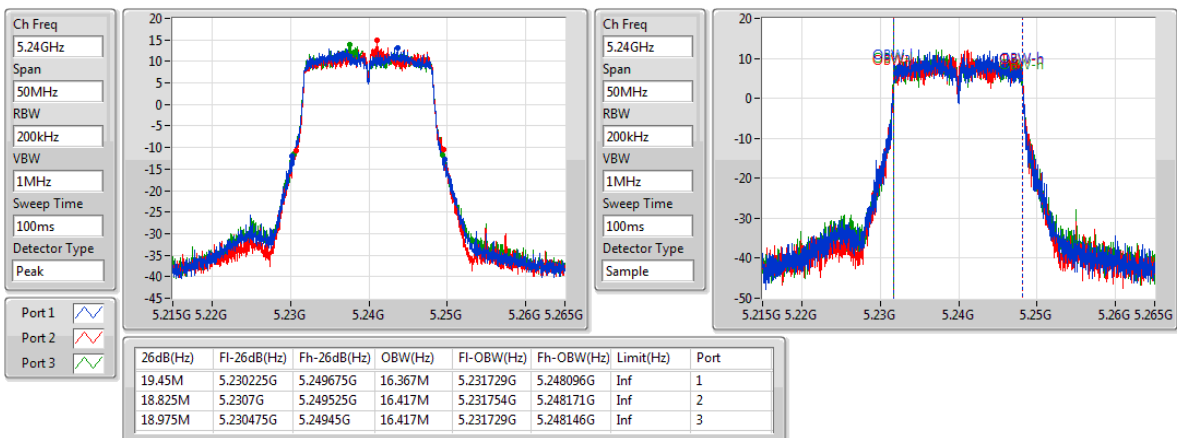 Ch Freq
5.24GHz
Span
50MHz
RBW
200kHz
VBW
1MHz
Sweep Time
100ms
Detector Type
Peak
20
15
10
5
0
-5
-10
-15
-20
-25
-30
-35
-40
-45
5.215G 5.22G 5.23G 5.24G 5.25G 5.26G 5.265G
Ch Freq
5.24GHz
Span
50MHz
RBW
200kHz
VBW
1MHz
Sweep Time
100ms
Detector Type
Sample
20
10
0
-10
-20
-30
-40
-50
OBW-h
5.215G 5.22G 5.23G 5.24G 5.25G 5.26G 5.265G
Port 1
Port 2
Port 3
26dB(Hz) Fl-26dB(Hz) Fh-26dB(Hz) OBW(Hz) Fl-OBW(Hz) Fh-OBW(Hz) Limit(Hz) Port
19.45M 5.230225G 5.249675G 16.367M 5.231729G 5.248096G Inf 1
18.825M 5.2307G 5.249525G 16.417M 5.231754G 5.248171G Inf 2
18.975M 5.230475G 5.24945G 16.417M 5.231729G 5.248146G Inf 3